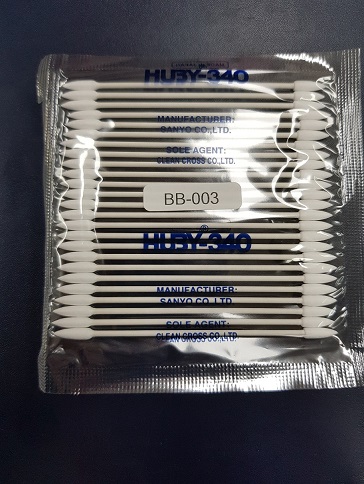 HUBY-340
MANUFACTURER:
SANYO CO.,LTD.
SOLE AGENT:
CLEAN CROSS CO.,LTD.
BB-003
HUBY®-340
MANUFACTURER:
SANYO CO.,LTD.
SOLE AGENT:
CLEAN CROSS CO.,LTD.